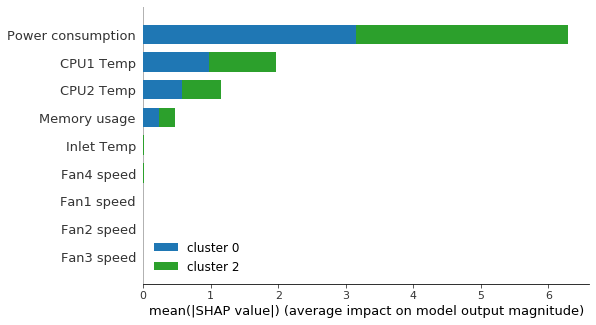 Power consumption
CPU1 Temp
CPU2 Temp
Memory usage
Inlet Temp
Fan4 speed
Fan1 speed
Fan2 speed
Fan3 speed
cluster 0
cluster 2
0 1 2 3 4 5 6
mean(|SHAP value|) (average impact on model output magnitude)